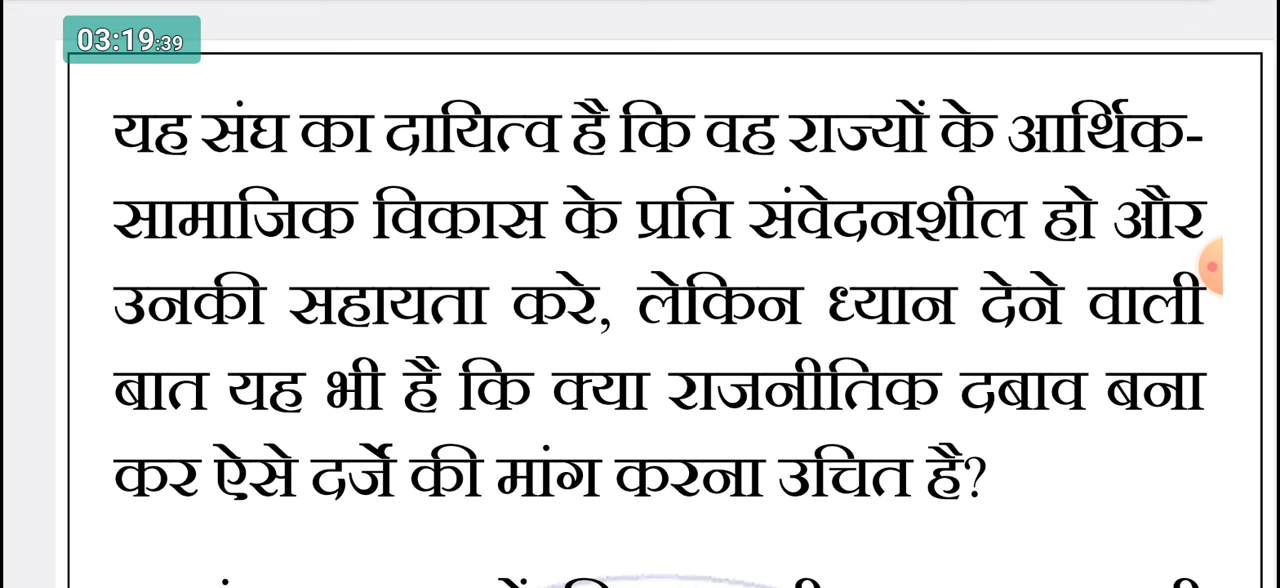 03:19:39
यह संघ का दायित्व है कि वह राज्यों के आर्थिक-
सामाजिक विकास के प्रति संवेदनशील हो और
उनकी सहायता करे, लेकिन ध्यान देने वाली
बात यह भी है कि क्या राजनीतिक दबाव बना
कर ऐसे दर्जे की मांग करना उचित है?